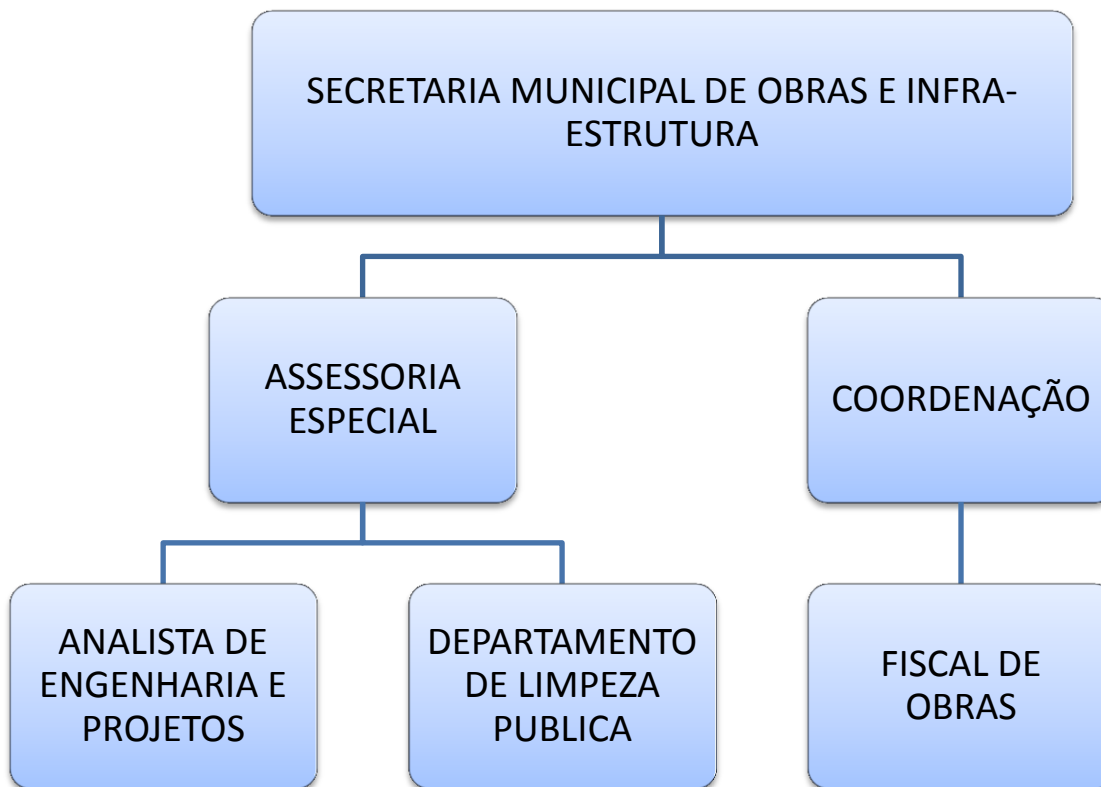 SECRETARIA MUNICIPAL DE OBRAS E INFRA-
ESTRUTURA
ASSESSORIA
ESPECIAL
COORDENAÇÃO
ANALISTA DE
ENGENHARIA E
PROJETOS
DEPARTAMENTO
DE LIMPEZA
PUBLICA
FISCAL DE
OBRAS